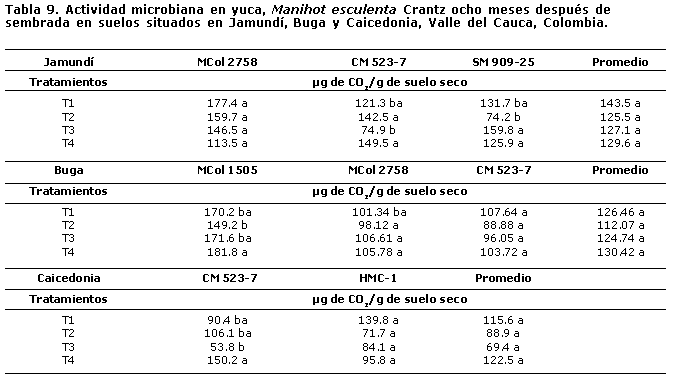 Tabla 9. Actividad microbiana en yuca, Manihot esculenta Crantz ocho meses después de
sembrada en suelos situados en Jamundí, Buga y Caicedonia, Valle del Cauca, Colombia.
Jamundí MCol 2758 CM 523-7 SM 909-25 Promedio
Tratamientos µg de CO2/g de suelo seco
T1 177.4 a 121.3 ba 131.7 ba 143.5 a
T2 159.7 a 142.5 a 74.2 b 125.5 a
T3 146.5 a 74.9 b 159.8 a 127.1 a
T4 113.5 a 149.5 a 125.9 a 129.6 a
Buga MCol 1505 MCol 2758 CM 523-7 Promedio
Tratamientos µg de CO2/g de suelo seco
T1 170.2 ba 101.34 ba 107.64 a 126.46 a
T2 149.2 b 98.12 a 88.88 a 112.07 a
T3 171.6 ba 106.61 a 96.05 a 124.74 a
T4 181.8 a 105.78 a 103.72 a 130.42 a
Caicedonia CM 523-7 HMC-1 Promedio
Tratamientos µg de CO2/g de suelo seco
T1 90.4 ba 139.8 a 115.6 a
T2 106.1 ba 71.7 a 88.9 a
T3 53.8 b 84.1 a 69.4 a
T4 150.2 a 95.8 a 122.5 a